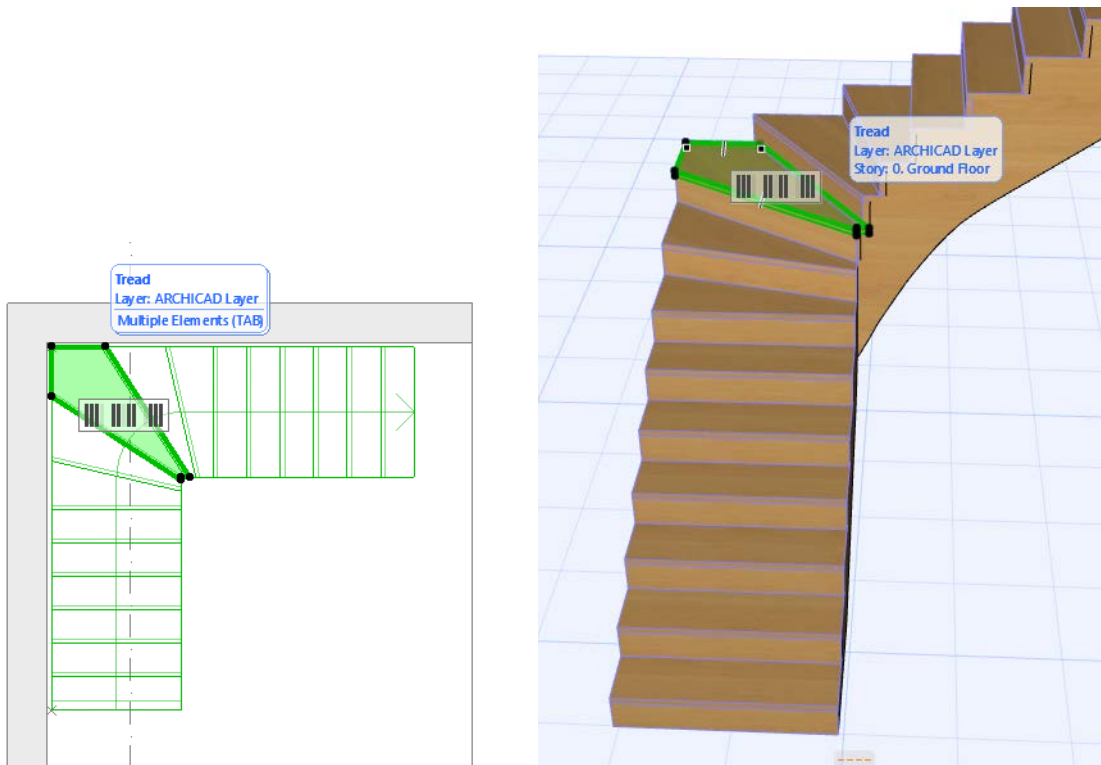 Tread
Layer: ARCHICAD Layer
Multiple Elements (TAB)
Tread
Layer: ARCHICAD Layer
Story: 0. Ground Floor